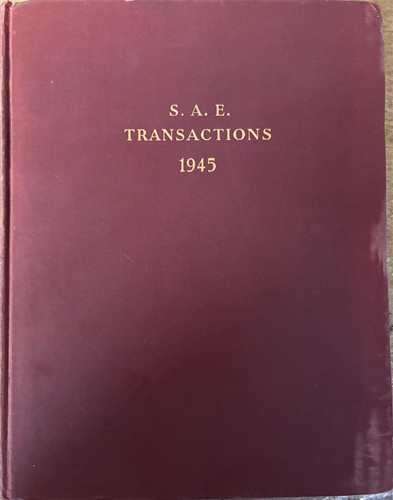 S. A. E.
TRANSACTIONS
1945